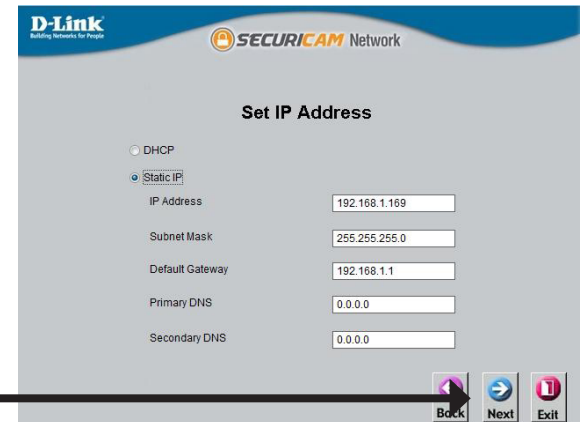 D-Link
Building Networks for People
SECURICAM Network
Set IP Address
DHCP
Static IP
IP Address 192.168.1.169
Subnet Mask 255.255.255.0
Default Gateway 192.168.1.1
Primary DNS 0.0.0.0
Secondary DNS 0.0.0.0
Back Next Exit